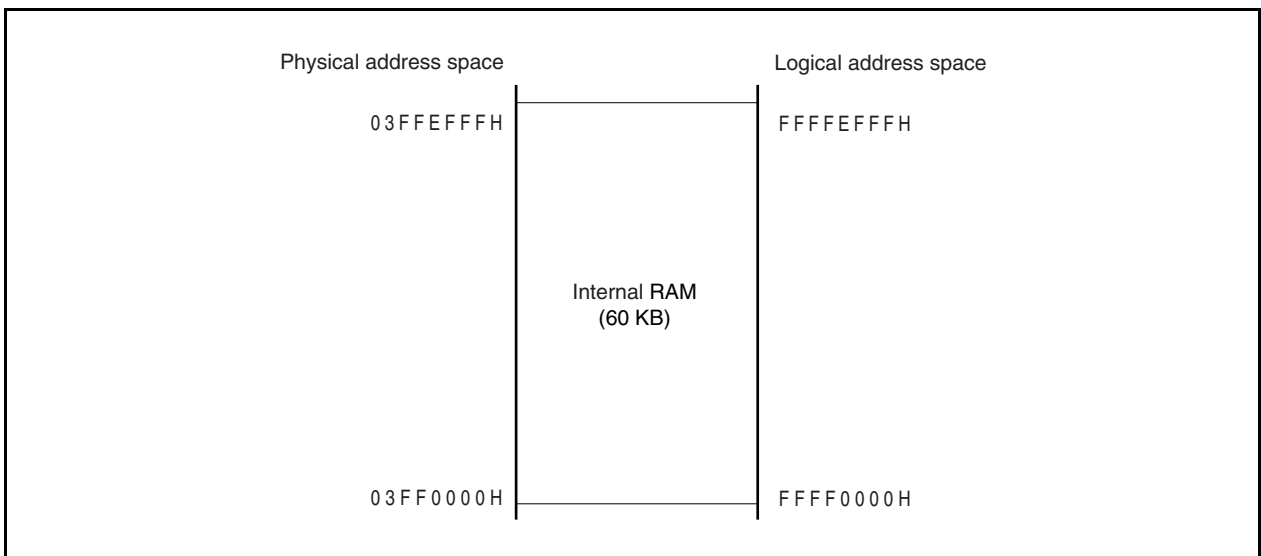 Physical address space
Logical address space
03FFEFFFH
FFFFEFFFH
Internal RAM
(60 KB)
03FF0000H
FFFF0000H